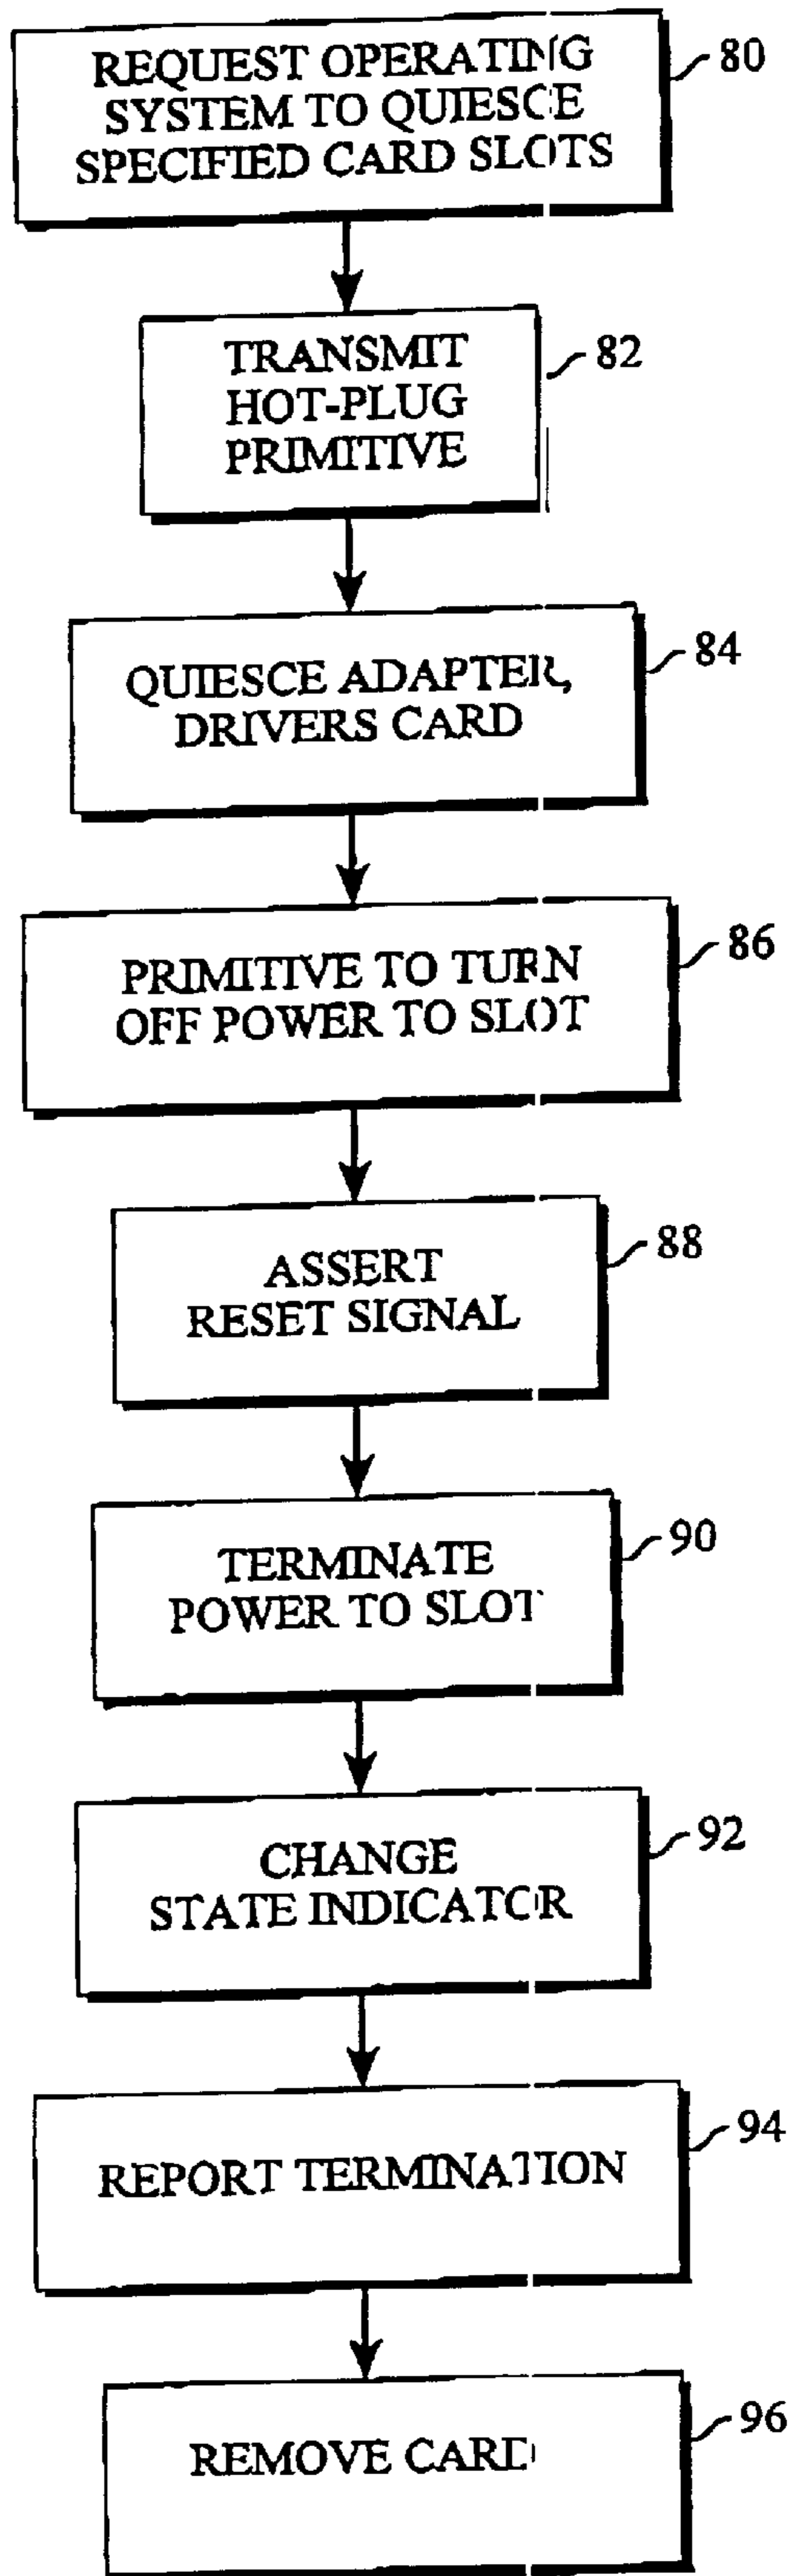 REQUEST OPERATING
SYSTEM TO QUIESCE
SPECIFIED CARD SLOTS
80
TRANSMIT
HOT-PLUG
PRIMITIVE
82
QUIESCE ADAPTER,
DRIVERS CARD
84
PRIMITIVE TO TURN
OFF POWER TO SLOT
86
ASSERT
RESET SIGNAL
88
TERMINATE
POWER TO SLOT
90
CHANGE
STATE INDICATOR
92
REPORT TERMINATION
94
REMOVE CARD
96